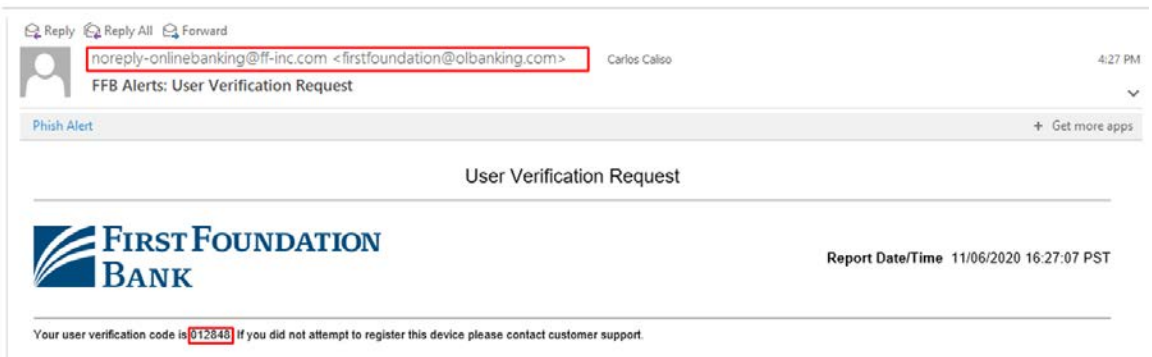 Reply Reply All Forward
noreply-onlinebanking@ff-inc.com <firstfoundation@olbanking.com> Carlos Caliso 4:27 PM
FFB Alerts: User Verification Request
Phish Alert + Get more apps
User Verification Request
FIRST FOUNDATION
BANK
Report Date/Time 11/06/2020 16:27:07 PST
Your user verification code is 012848. If you did not attempt to register this device please contact customer support.